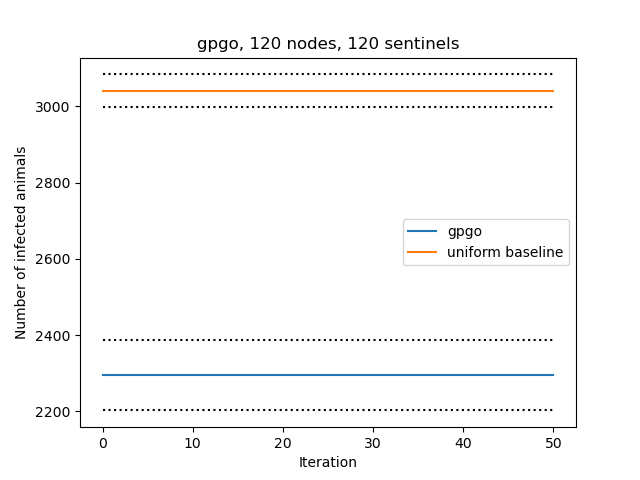 gpgo, 120 nodes, 120 sentinels
3000
2800
2600
2400
2200
Number of infected animals
gpgo
uniform baseline
0 10 20 30 40 50
Iteration